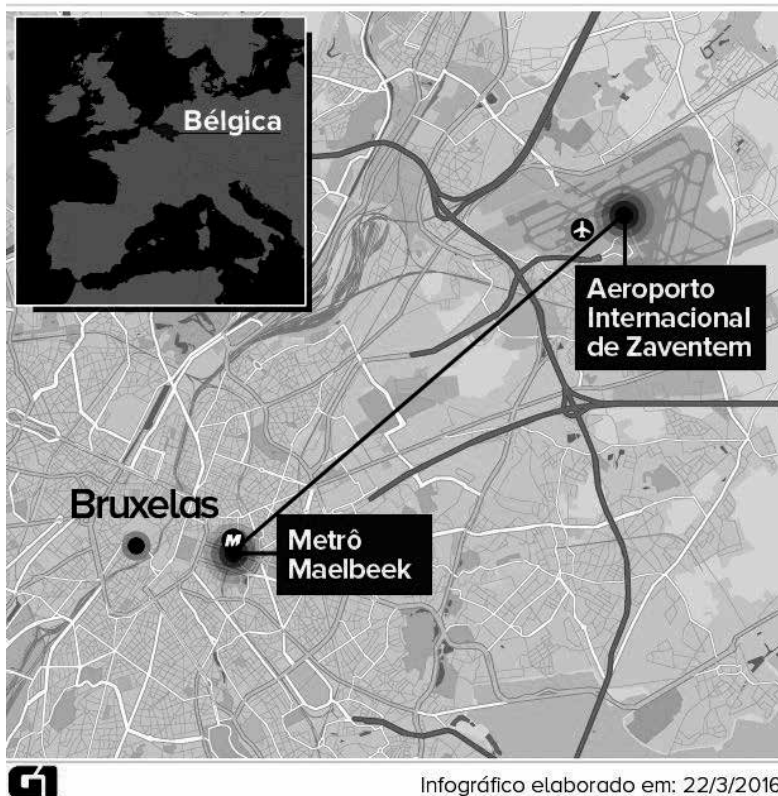 Bélgica
Aeroporto
Internacional
de Zaventem
Bruxelas
M
Metrô
Maelbeek
G1
Infográfico elaborado em: 22/3/2016